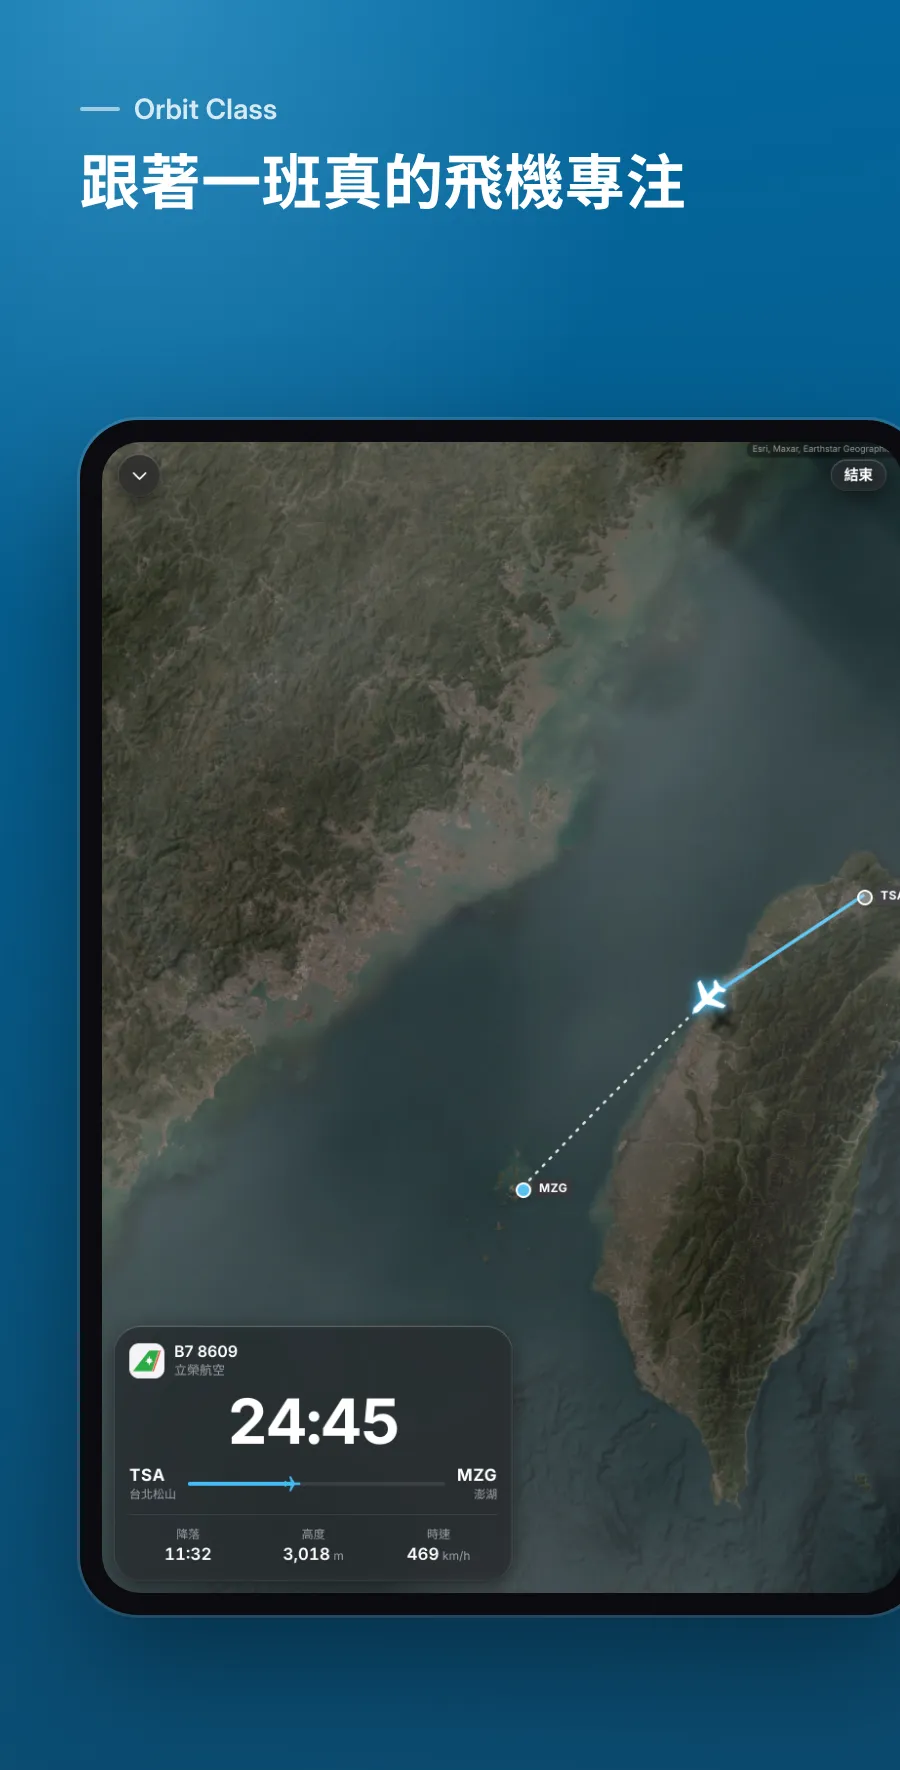 Orbit Class
跟著一班真的飛機專注
Esri, Maxar, Earthstar Geograph
結束
TSA
MZG
B7 8609
立榮航空
24:45
TSA
MZG
台北松山
澎湖
降落
高度
時速
11:32
3,018 m
469 km/h